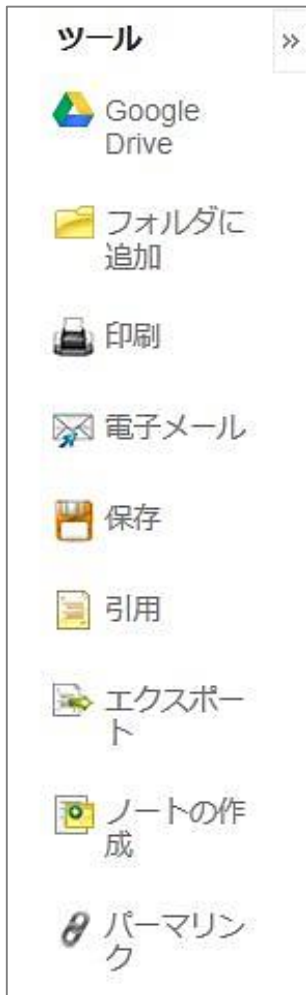 ツール
»
Google
Drive
フォルダに
追加
印刷
電子メール
保存
引用
エクスポー
ト
ノートの作
成
パーマリン
ク